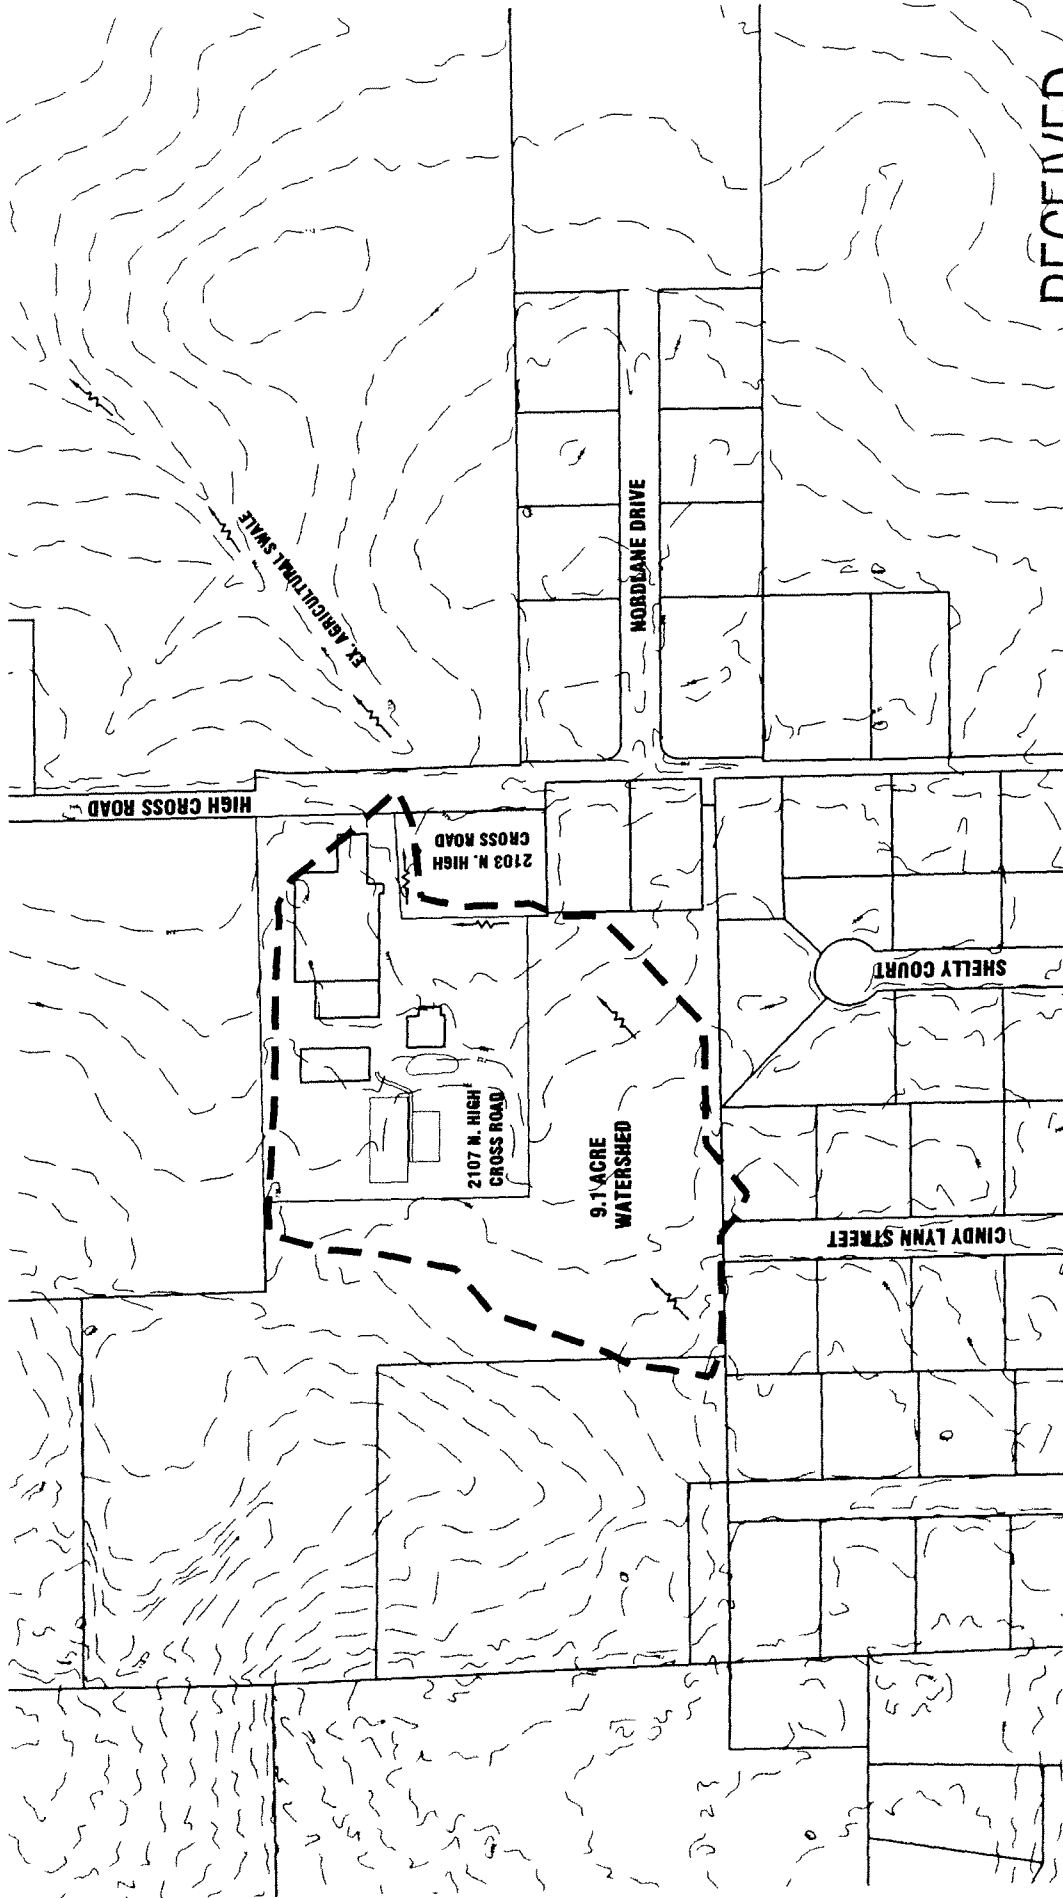 RECEIVED
EX. AGRICULTURAL SWALE
NORDLANE DRIVE
HIGH CROSS ROAD
2103 N. HIGH
CROSS ROAD
SHELLY COURT
2107 N. HIGH
CROSS ROAD
9.1 ACRE
WATERSHED
CINDY LYNN STREET